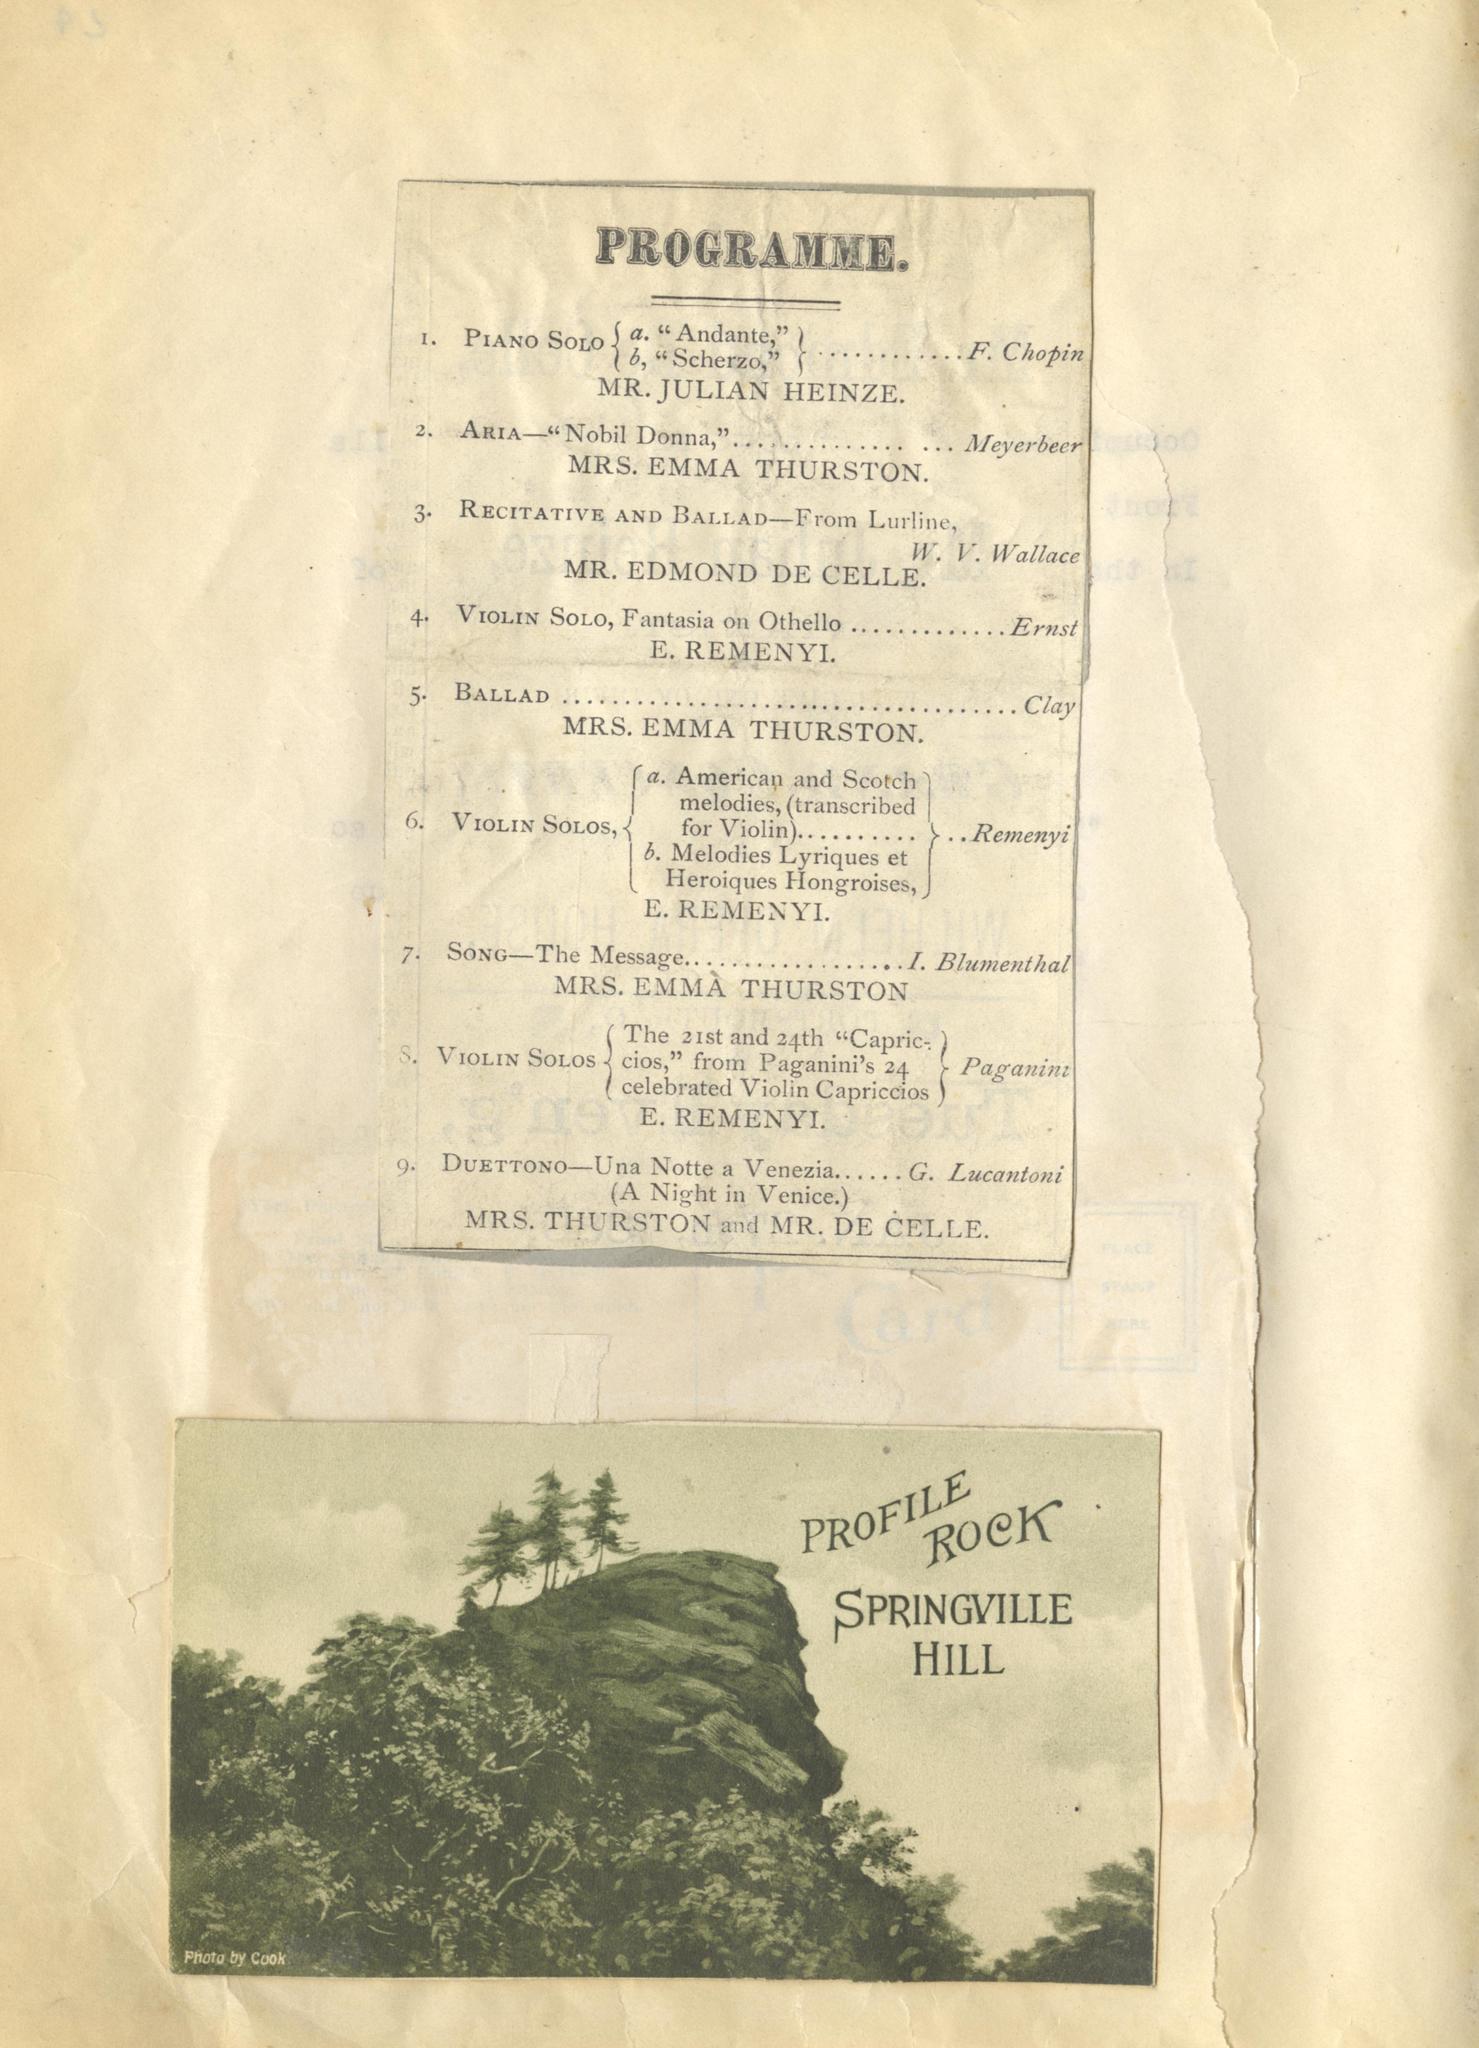 PROGRAMME.
1. PIANO SOLO { a. "Andante," } ............ F. Chopin
b, "Scherzo,"
MR. JULIAN HEINZE.
2. ARIA—"Nobil Donna,".............. ... Meyerbeer
MRS. EMMA THURSTON.
3. RECITATIVE AND BALLAD—From Lurline,
W. V. Wallace
MR. EDMOND DE CELLE.
4. VIOLIN SOLO, Fantasia on Othello .............Ernst
E. REMENYI.
5. BALLAD .....................................Clay
MRS. EMMA THURSTON.
6. VIOLIN SOLOS, { a. American and Scotch
melodies, (transcribed
for Violin)..........
b. Melodies Lyriques et
Heroiques Hongroises, } ..Remenyi
E. REMENYI.
7. SONG—The Message..................I. Blumenthal
MRS. EMMA THURSTON
8. VIOLIN SOLOS { The 21st and 24th "Capric-
cios," from Paganini's 24
celebrated Violin Capriccios } Paganini
E. REMENYI.
9. DUETTONO—Una Notte a Venezia......G. Lucantoni
(A Night in Venice.)
MRS. THURSTON and MR. DE CELLE.
PROFILE
ROCK
SPRINGVILLE
HILL
Photo by Cook